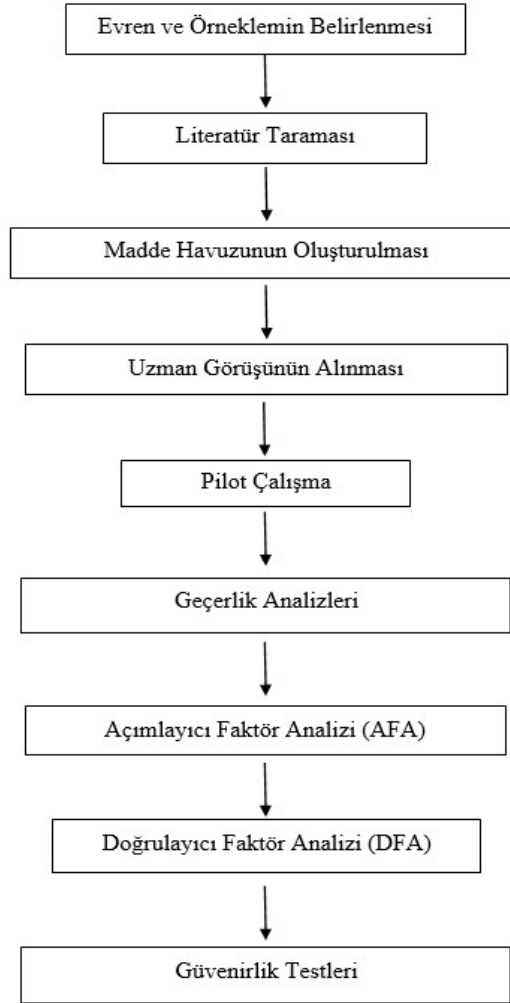 Evren ve Örneklemin Belirlenmesi
Literatür Taraması
Madde Havuzunun Oluşturulması
Uzman Görüşünün Alınması
Pilot Çalışma
Geçerlik Analizleri
Açımlayıcı Faktör Analizi (AFA)
Doğrulayıcı Faktör Analizi (DFA)
Güvenirlik Testleri